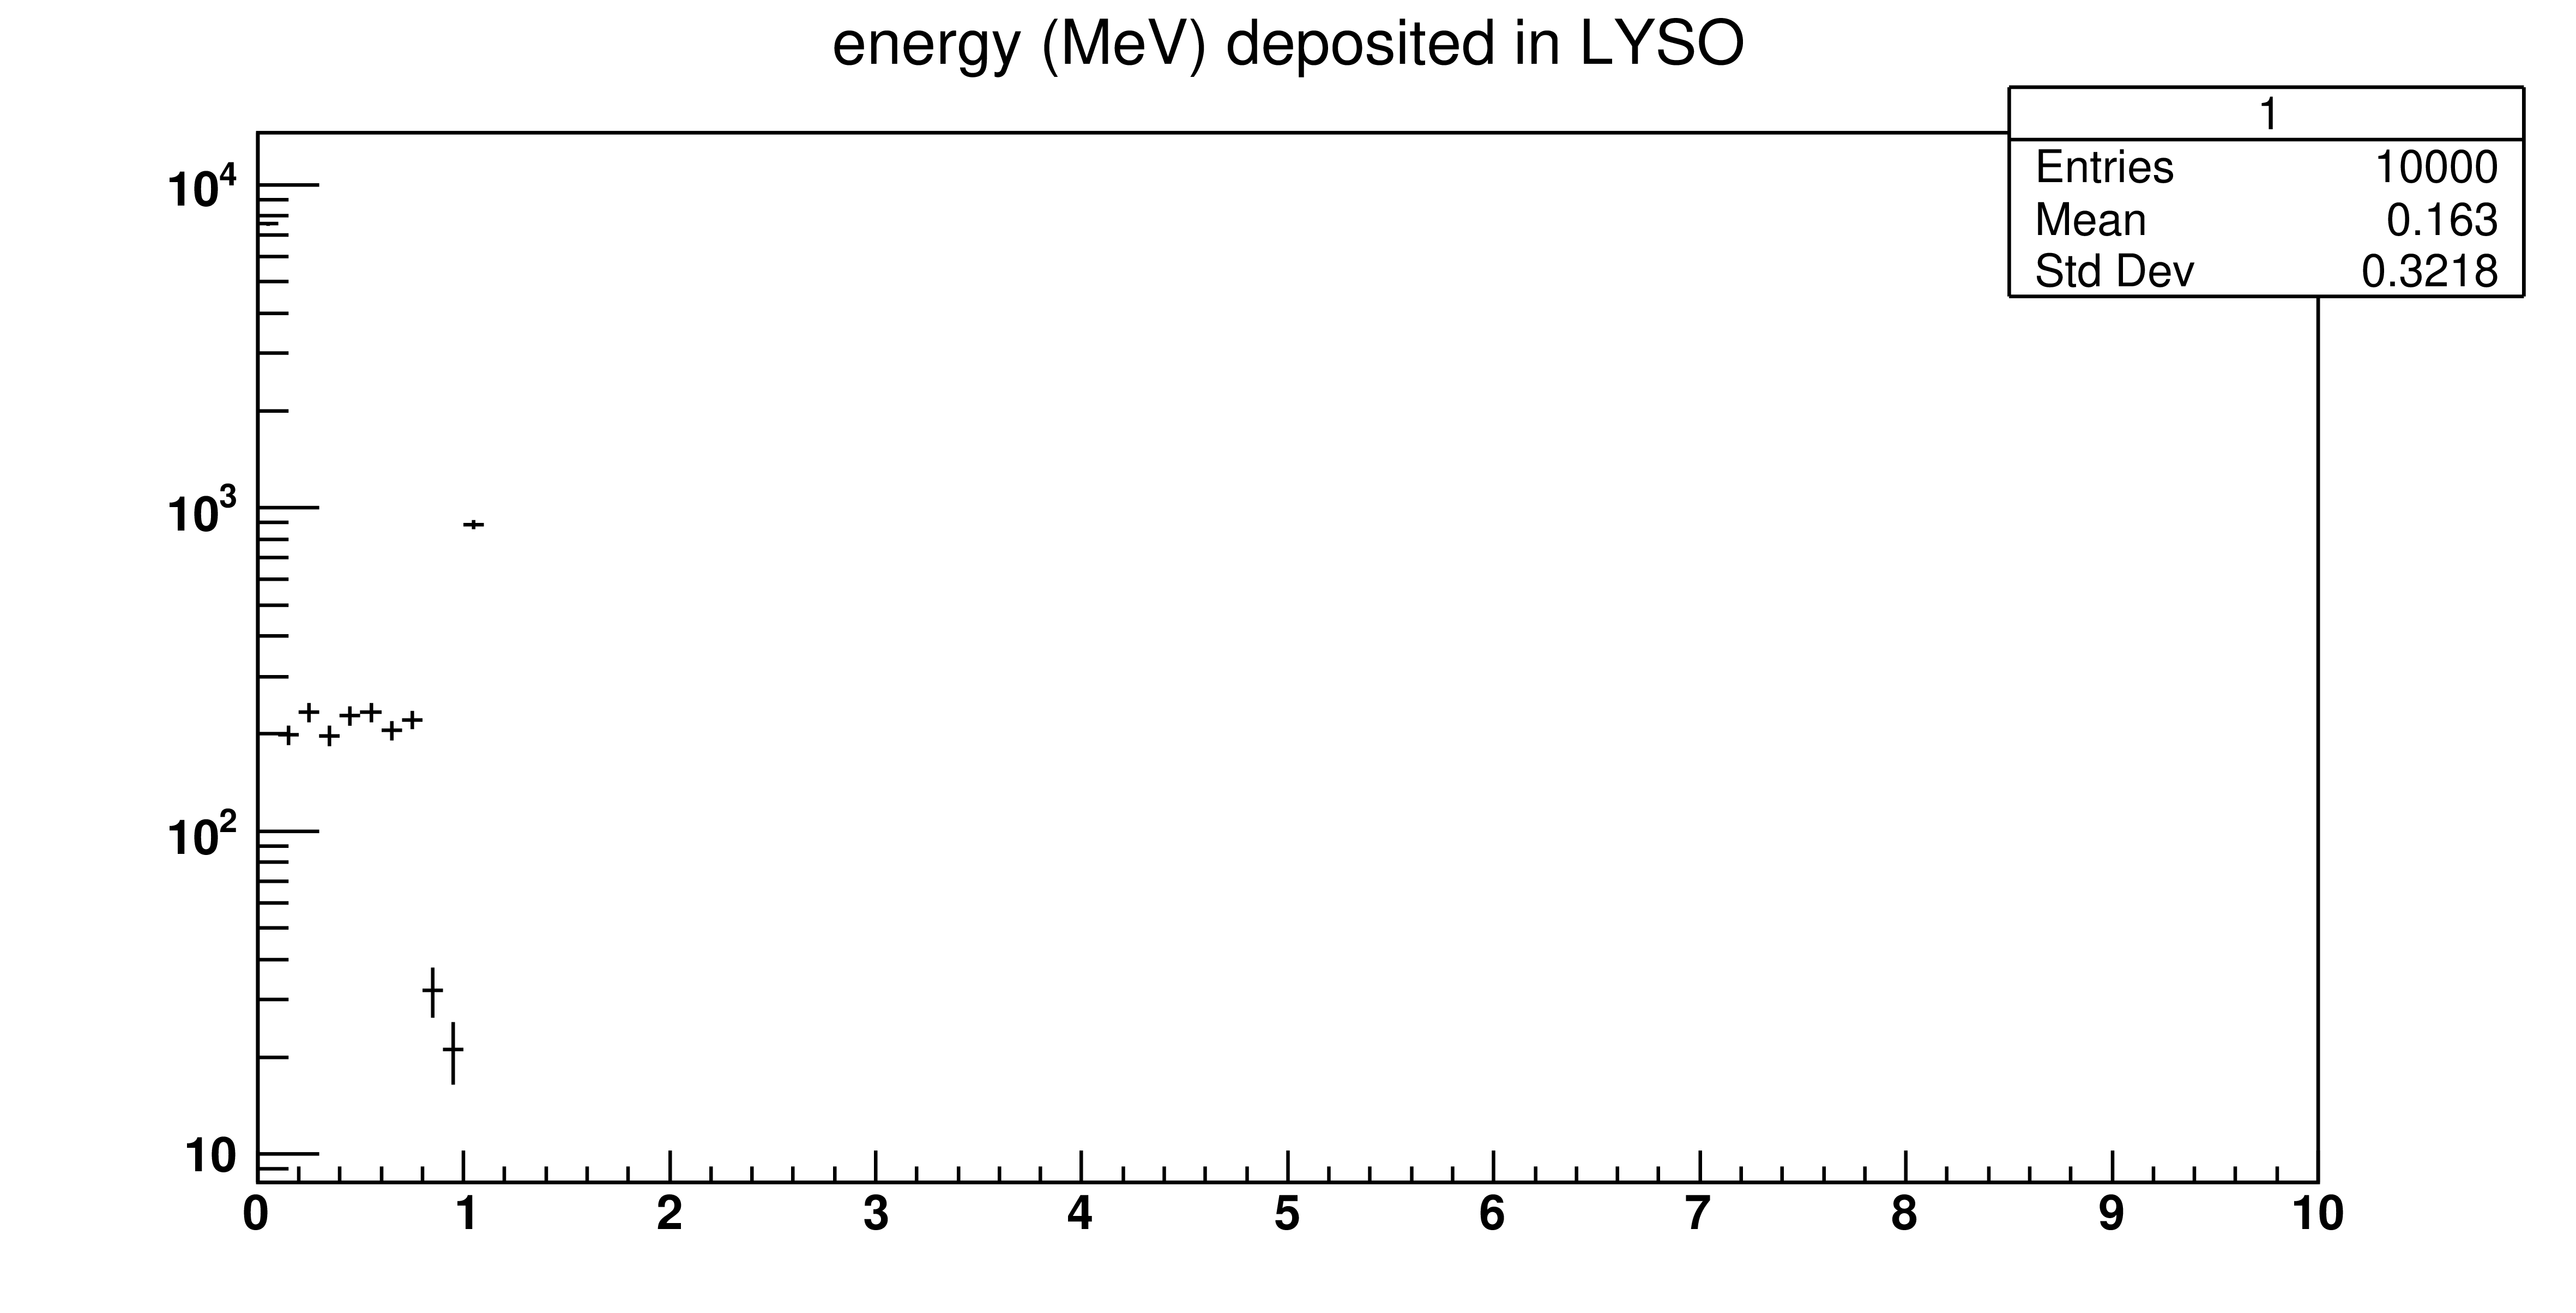 energy (MeV) deposited in LYSO
1
Entries 10000
Mean 0.163
Std Dev 0.3218
10⁴
10³
10²
10
0 1 2 3 4 5 6 7 8 9 10